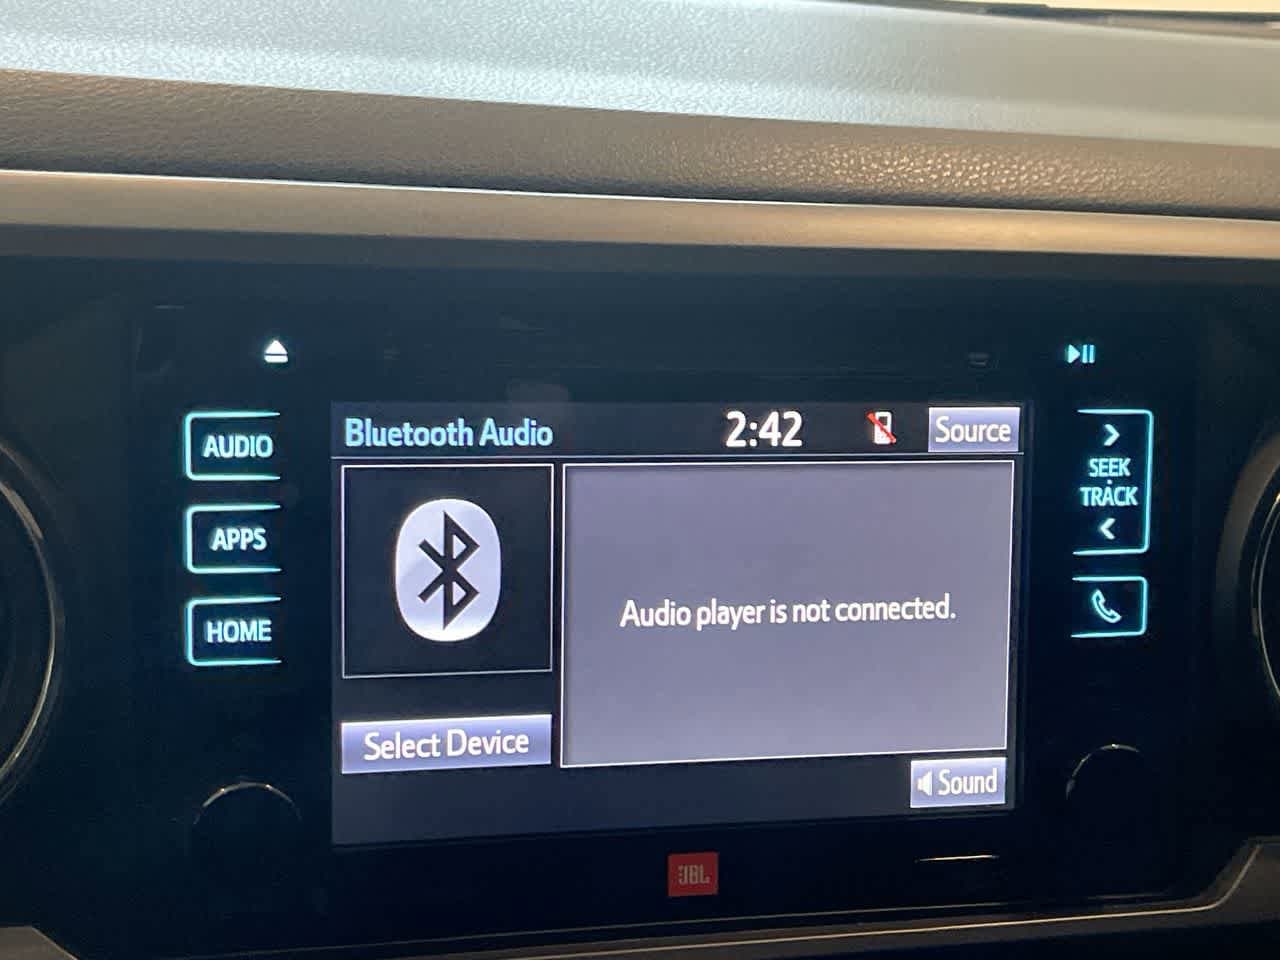 Bluetooth Audio 2:42 Source
AUDIO
APPS
HOME
Audio player is not connected.
Select Device
Sound
SEEK
TRACK
JBL